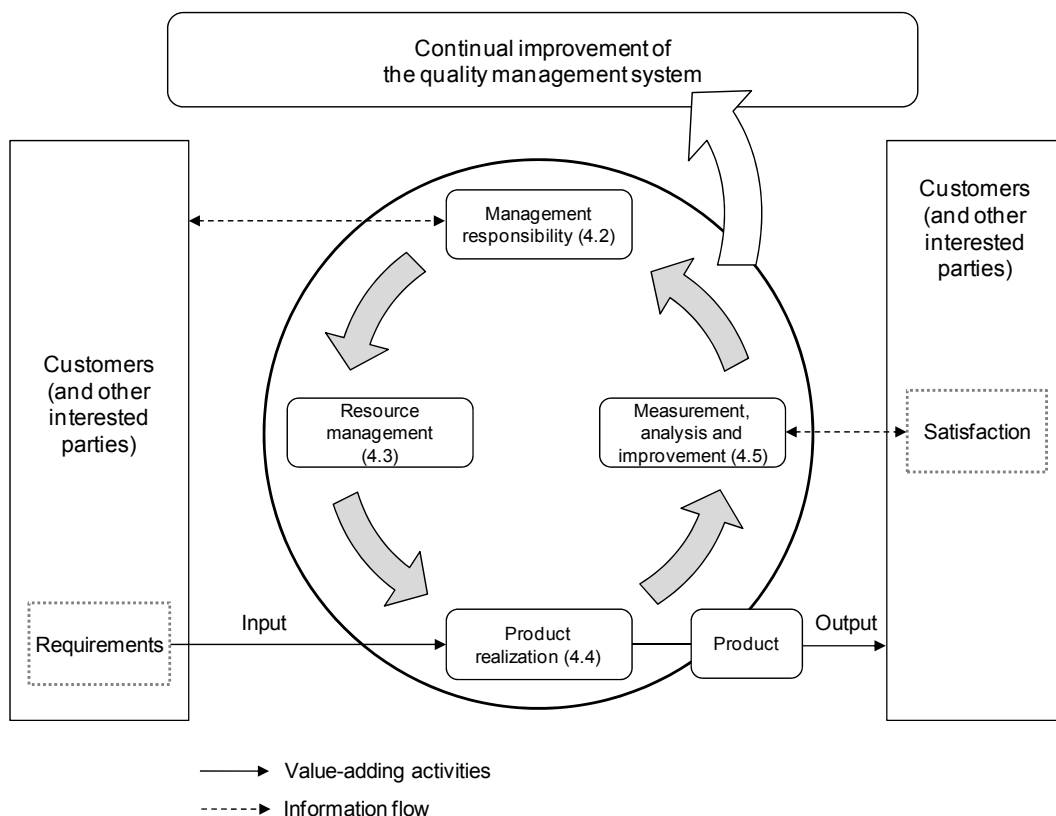 Continual improvement of
the quality management system
Customers
(and other
interested
parties)
Management
responsibility (4.2)
Customers
(and other
interested
parties)
Resource
management
(4.3)
Measurement,
analysis and
improvement (4.5)
Satisfaction
Requirements
Input
Product
realization (4.4)
Product
Output
Value-adding activities
Information flow